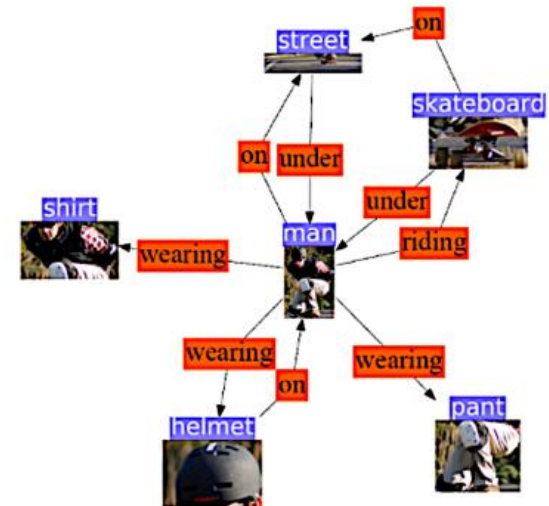 on
street
skateboard
on
under
under
shirt
man
riding
wearing
wearing
wearing
on
helmet
pant